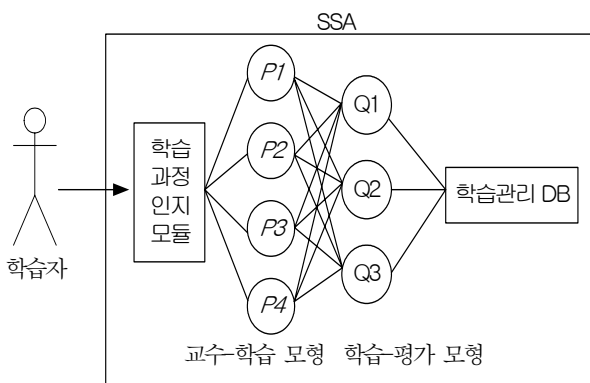 SSA
학습
과정
인지
모듈
P1
P2
P3
P4
Q1
Q2
Q3
학습관리 DB
학습자
교수-학습 모형 학습-평가 모형